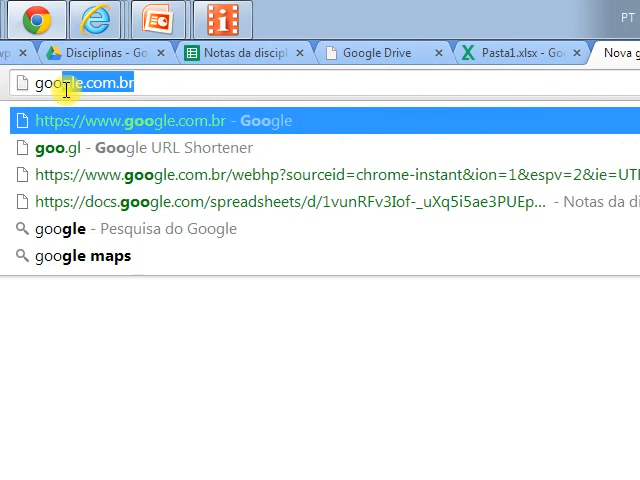 PT
wp
Disciplinas - Go
Notas da discipl
Google Drive
Pasta1.xlsx - Go
Nova g
google.com.br
https://www.google.com.br - Google
goo.gl - Google URL Shortener
https://www.google.com.br/webhp?sourceid=chrome-instant&ion=1&espv=2&ie=UTF
https://docs.google.com/spreadsheets/d/1vunRFv3Iof-_uXq5i5ae3PUEp... - Notas da di
google - Pesquisa do Google
google maps